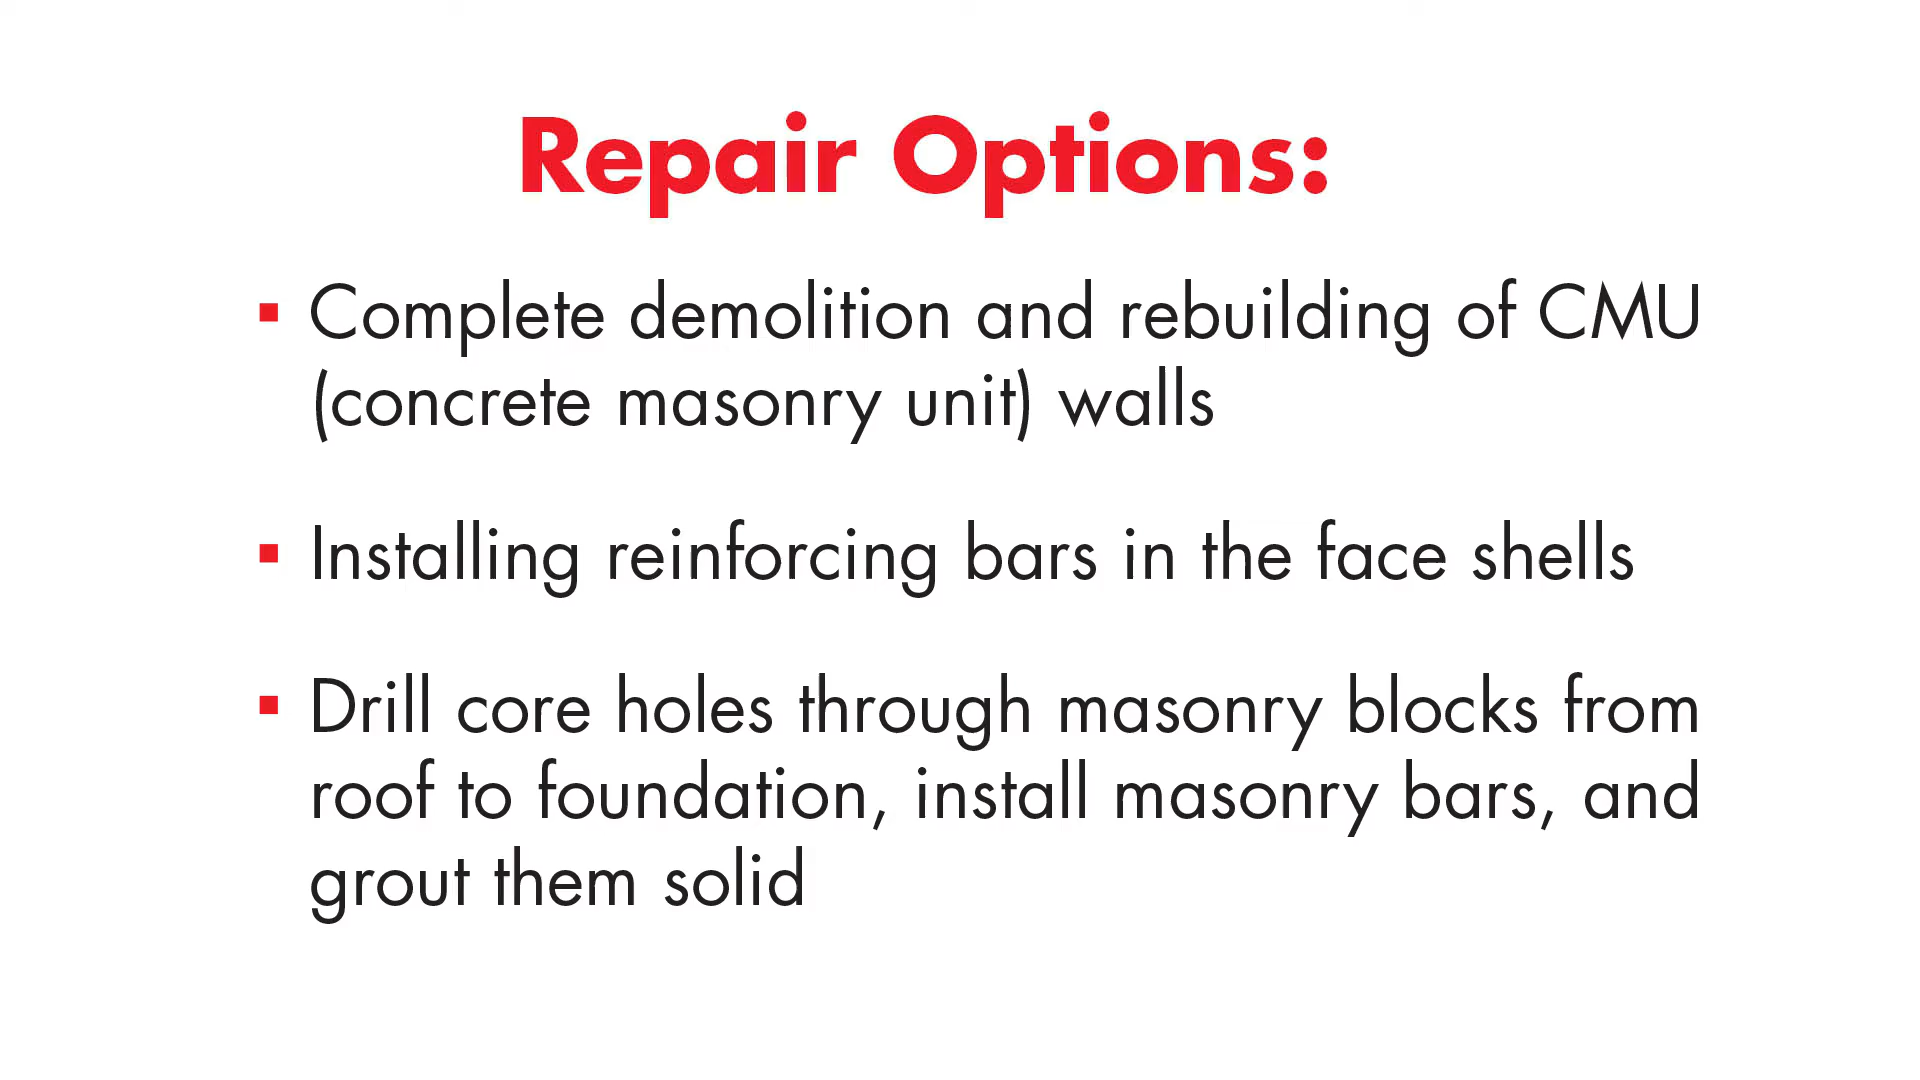 Repair Options:
▪ Complete demolition and rebuilding of CMU
(concrete masonry unit) walls
▪ Installing reinforcing bars in the face shells
▪ Drill core holes through masonry blocks from
roof to foundation, install masonry bars, and
grout them solid